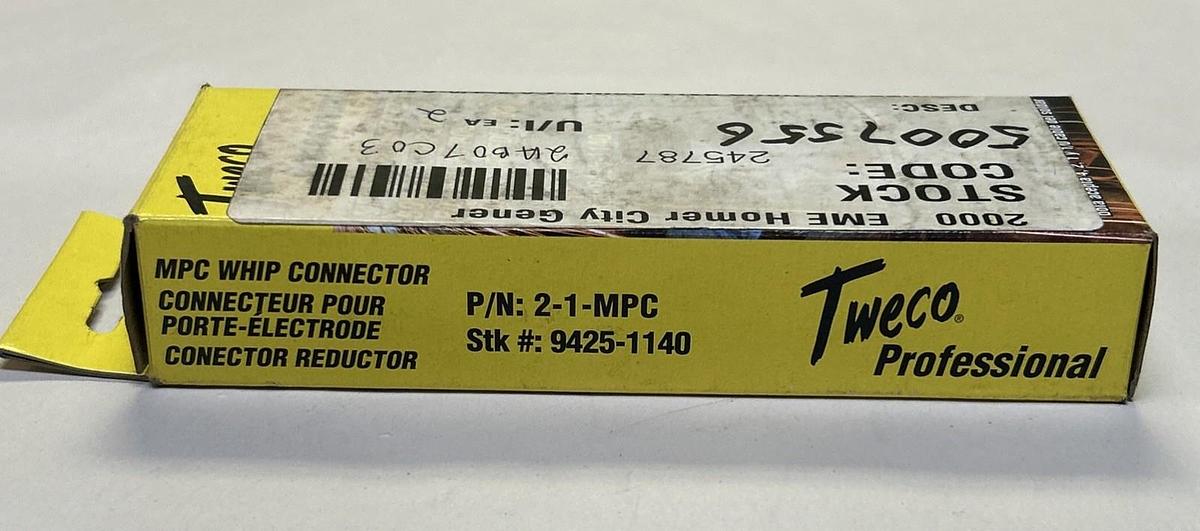 MPC WHIP CONNECTOR
CONNECTEUR POUR
PORTE-ÉLECTRODE
CONECTOR REDUCTOR
P/N: 2-1-MPC
Stk #: 9425-1140
Tweco®
Professional
Tweco
2000 EME Homer City Gener
STOCK
CODE:
5007556
245787
2AB07C03
DESC:
U/I: EA 2